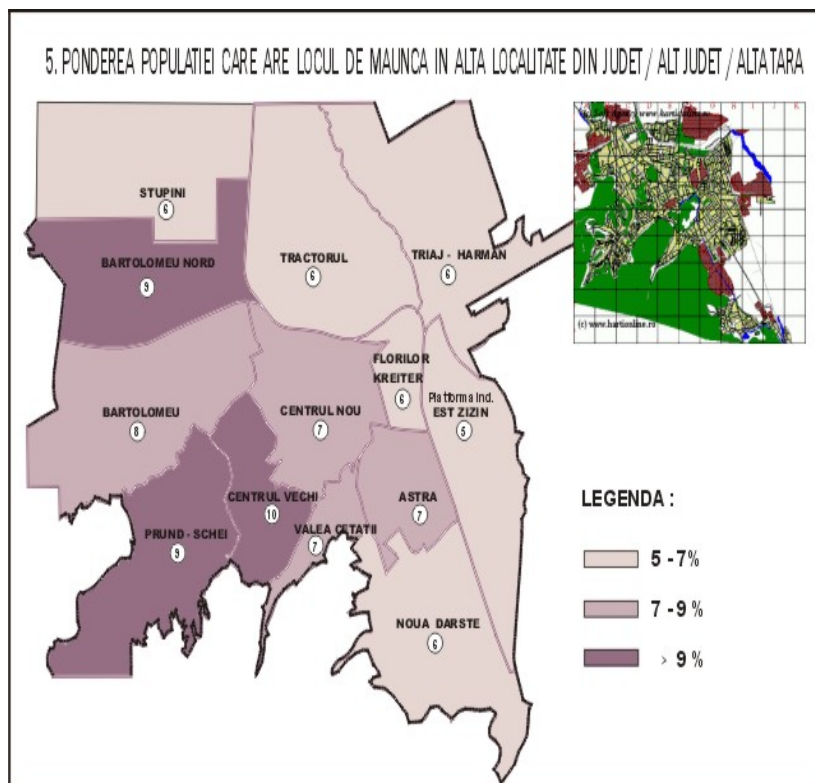 5. PONDEREA POPULATIEI CARE ARE LOCUL DE MAUNCA IN ALTA LOCALITATE DIN JUDET / ALT JUDET / ALTA TARA
www.hartionline.ro
STUPINI
6
BARTOLOMEU NORD
9
TRACTORUL
6
TRIAJ - HARMAN
6
(c) www.hartionline.ro
FLORILOR
KREITER
6
Platforma Ind.
EST ZIZIN
5
BARTOLOMEU
8
CENTRUL NOU
7
CENTRUL VECHI
10
ASTRA
7
PRUND - SCHEI
9
VALEA CETATII
7
NOUA DARSTE
6
LEGENDA :
5 - 7 %
7 - 9 %
> 9 %